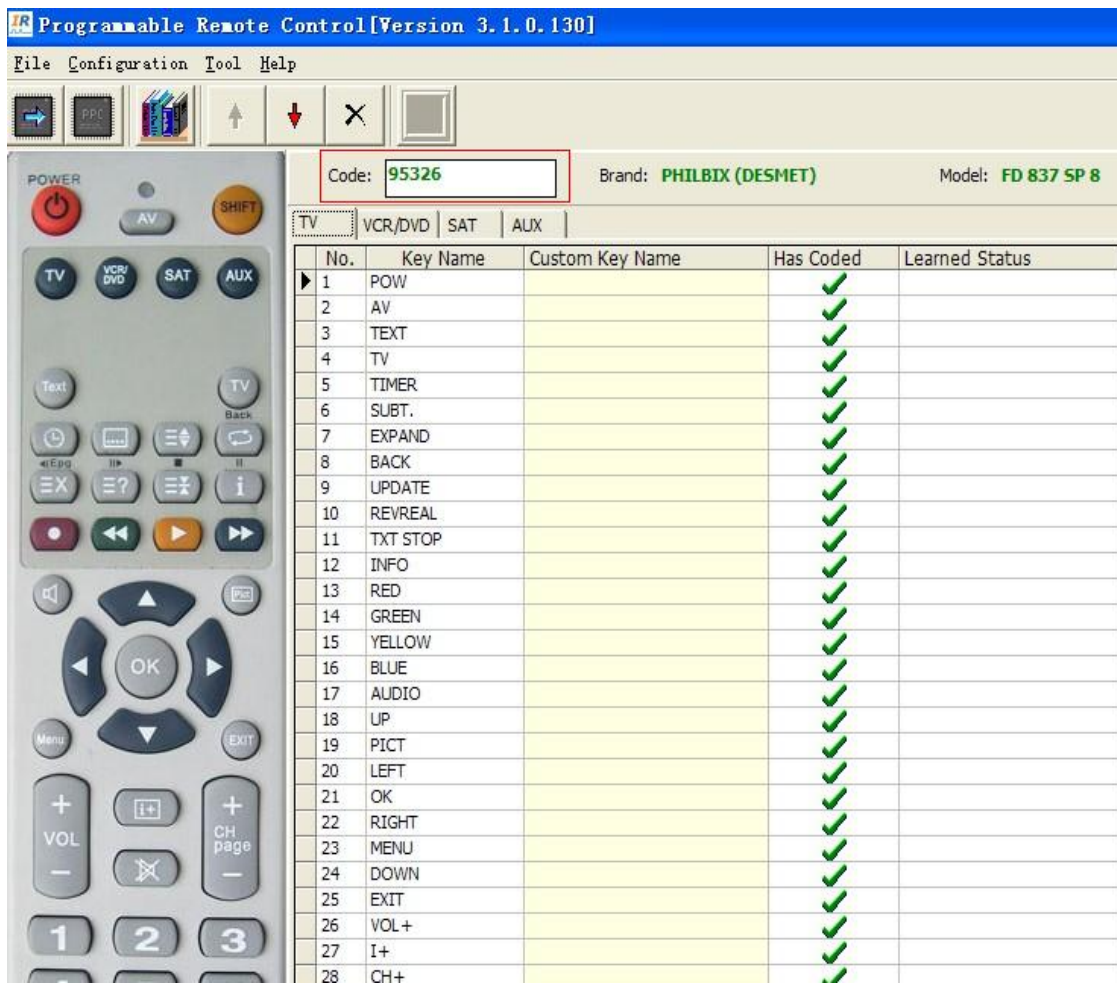 IR Programmable Remote Control[Version 3.1.0.130]
File Configuration Tool Help
PPC
Code: 95326 Brand: PHILBIX (DESMET) Model: FD 837 SP 8
TV VCR/DVD SAT AUX
No. Key Name Custom Key Name Has Coded Learned Status
1 POW
2 AV
3 TEXT
4 TV
5 TIMER
6 SUBT.
7 EXPAND
8 BACK
9 UPDATE
10 REVREAL
11 TXT STOP
12 INFO
13 RED
14 GREEN
15 YELLOW
16 BLUE
17 AUDIO
18 UP
19 PICT
20 LEFT
21 OK
22 RIGHT
23 MENU
24 DOWN
25 EXIT
26 VOL+
27 I+
28 CH+
POWER
AV
SHIFT
TV VCR/DVD SAT AUX
Text TV
Back
Epg
≡X ≡? i
Pict
OK
Menu EXIT
+ i+ +
VOL CH page
- -
1 2 3